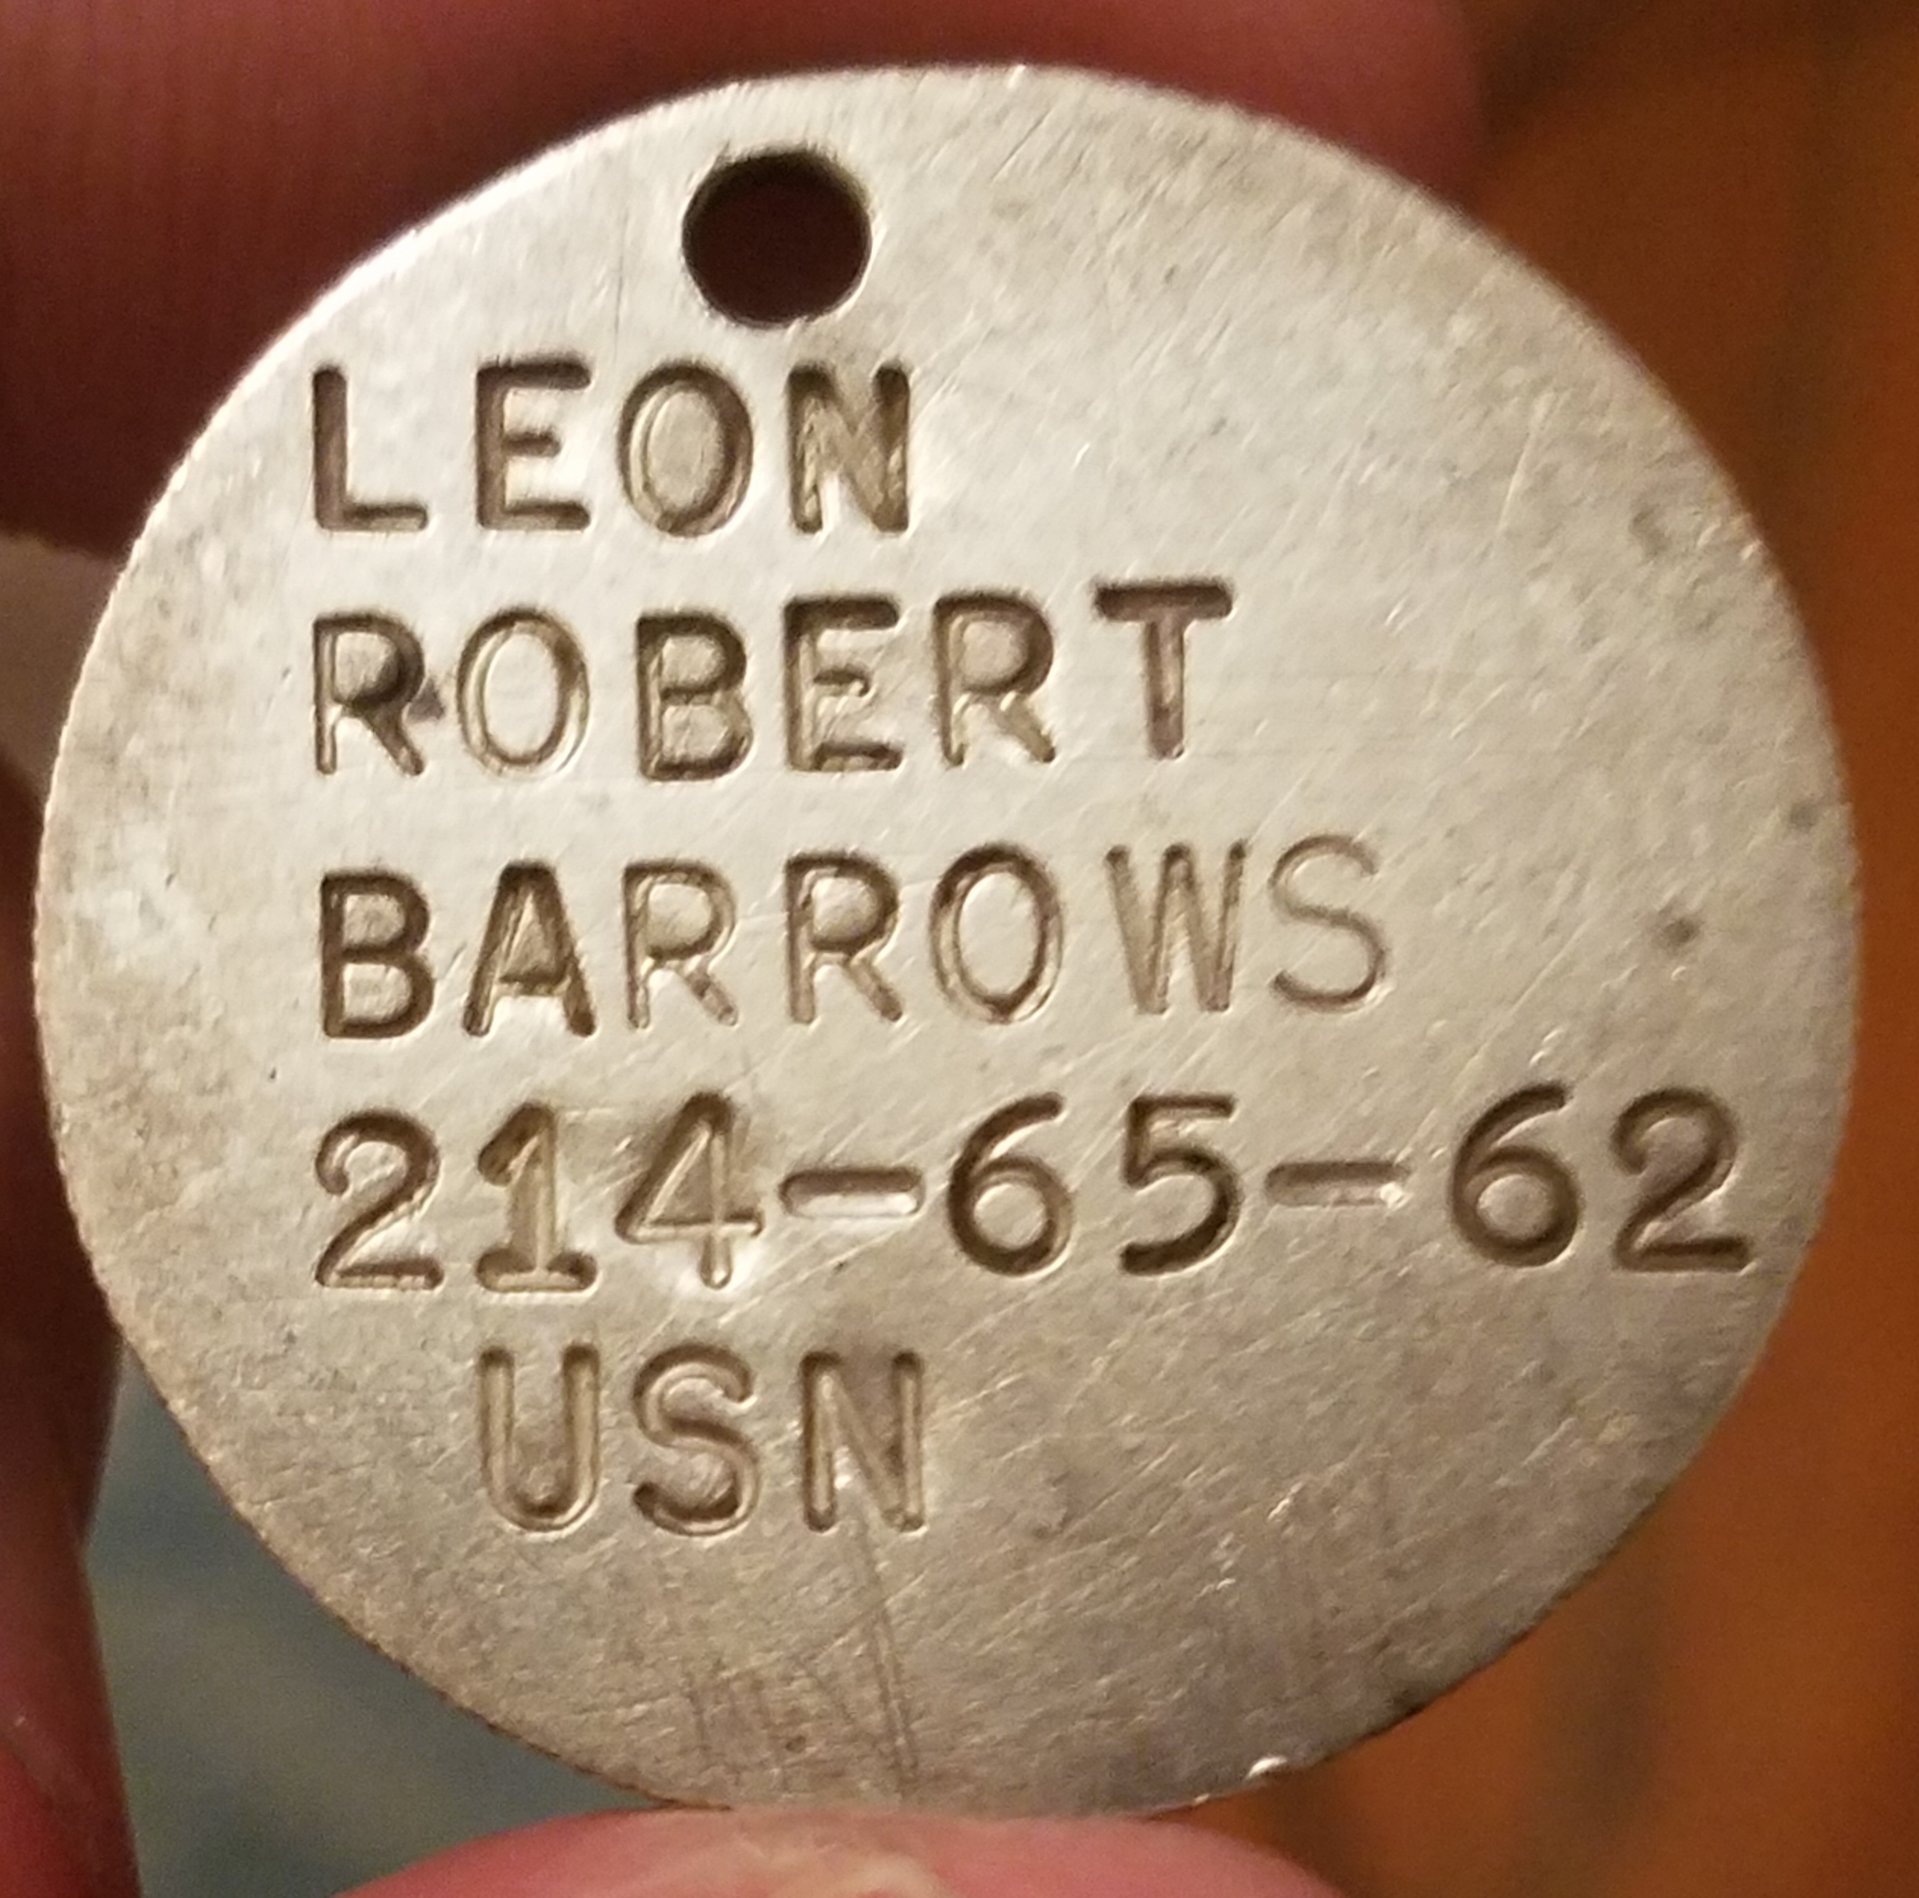 LEON
ROBERT
BARROWS
214-65-62
USN